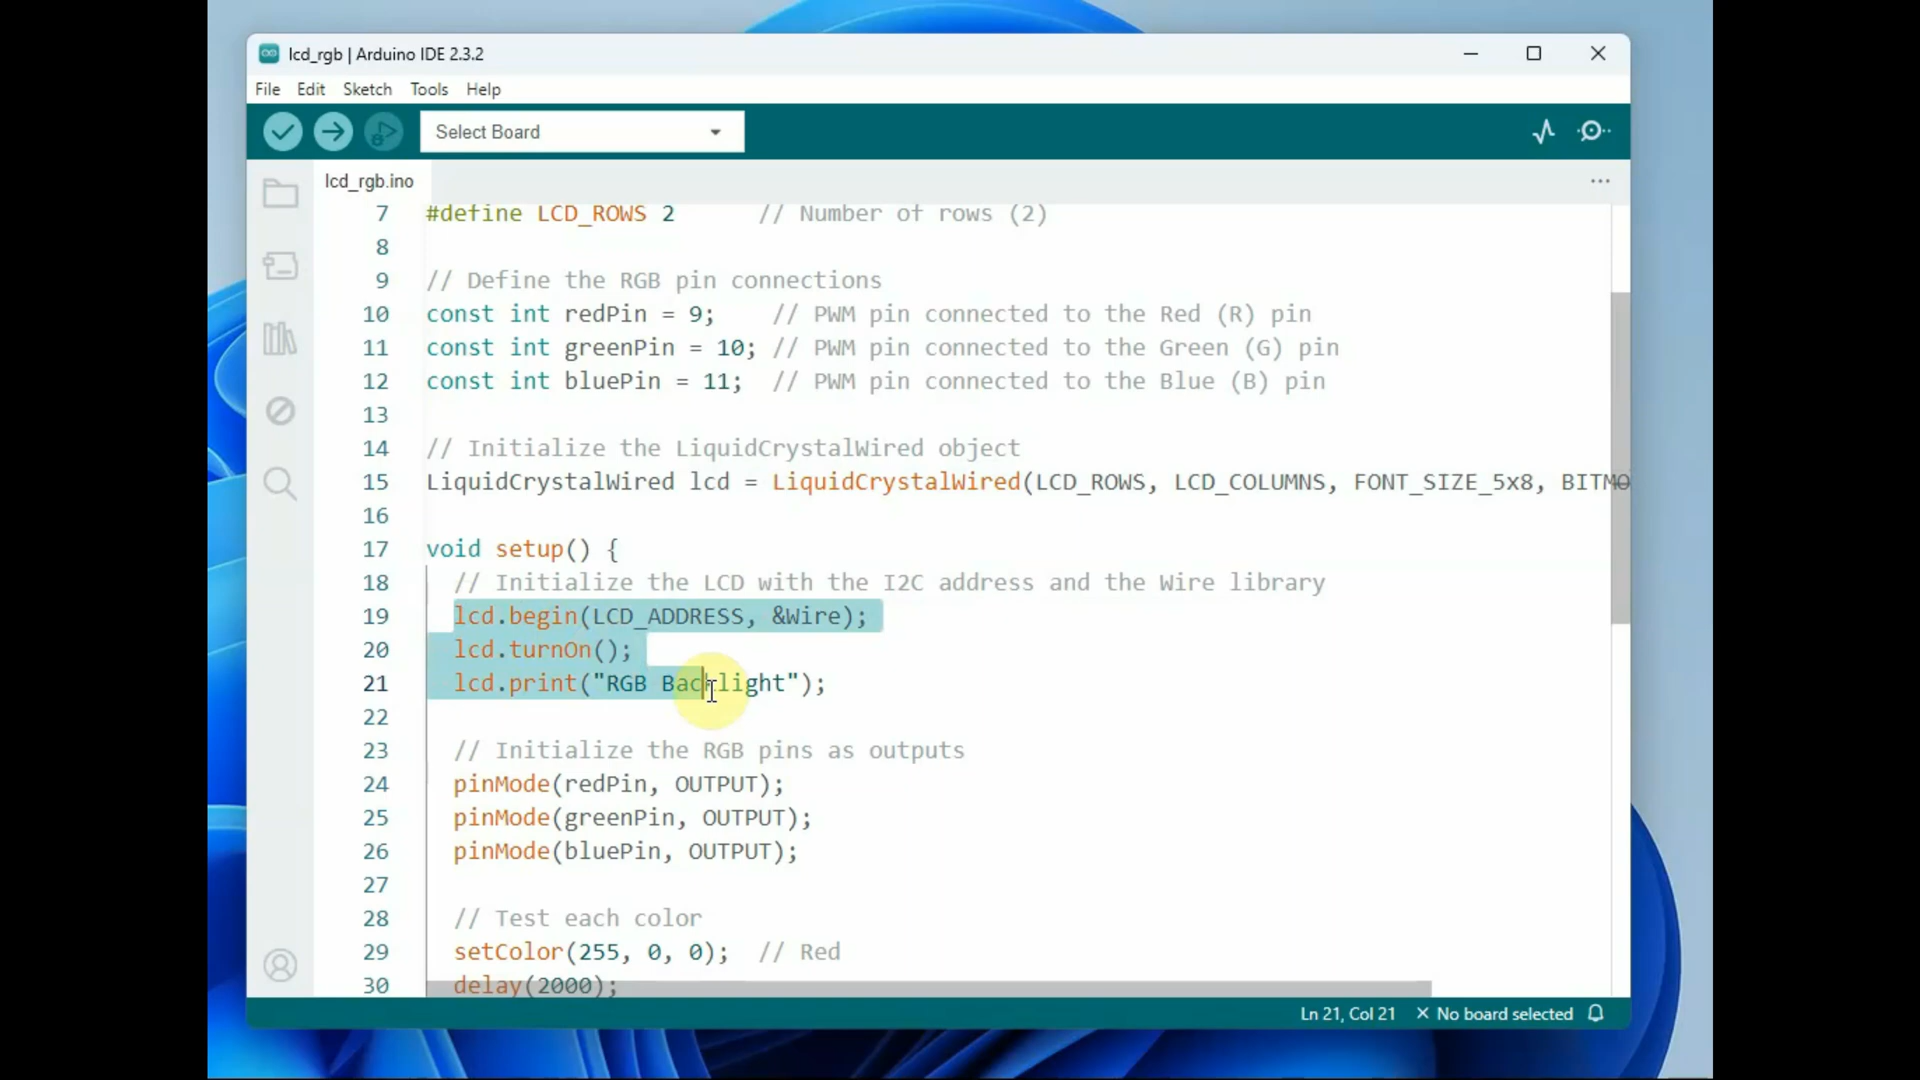 lcd_rgb | Arduino IDE 2.3.2
File Edit Sketch Tools Help
Select Board
lcd_rgb.ino
7 #define LCD_ROWS 2 // Number of rows (2)
8
9 // Define the RGB pin connections
10 const int redPin = 9; // PWM pin connected to the Red (R) pin
11 const int greenPin = 10; // PWM pin connected to the Green (G) pin
12 const int bluePin = 11; // PWM pin connected to the Blue (B) pin
13
14 // Initialize the LiquidCrystalWired object
15 LiquidCrystalWired lcd = LiquidCrystalWired(LCD_ROWS, LCD_COLUMNS, FONT_SIZE_5x8, BITMO
16
17 void setup() {
18 // Initialize the LCD with the I2C address and the Wire library
19 lcd.begin(LCD_ADDRESS, &Wire);
20 lcd.turnOn();
21 lcd.print("RGB Backlight");
22
23 // Initialize the RGB pins as outputs
24 pinMode(redPin, OUTPUT);
25 pinMode(greenPin, OUTPUT);
26 pinMode(bluePin, OUTPUT);
27
28 // Test each color
29 setColor(255, 0, 0); // Red
30 delay(2000);
Ln 21, Col 21 × No board selected